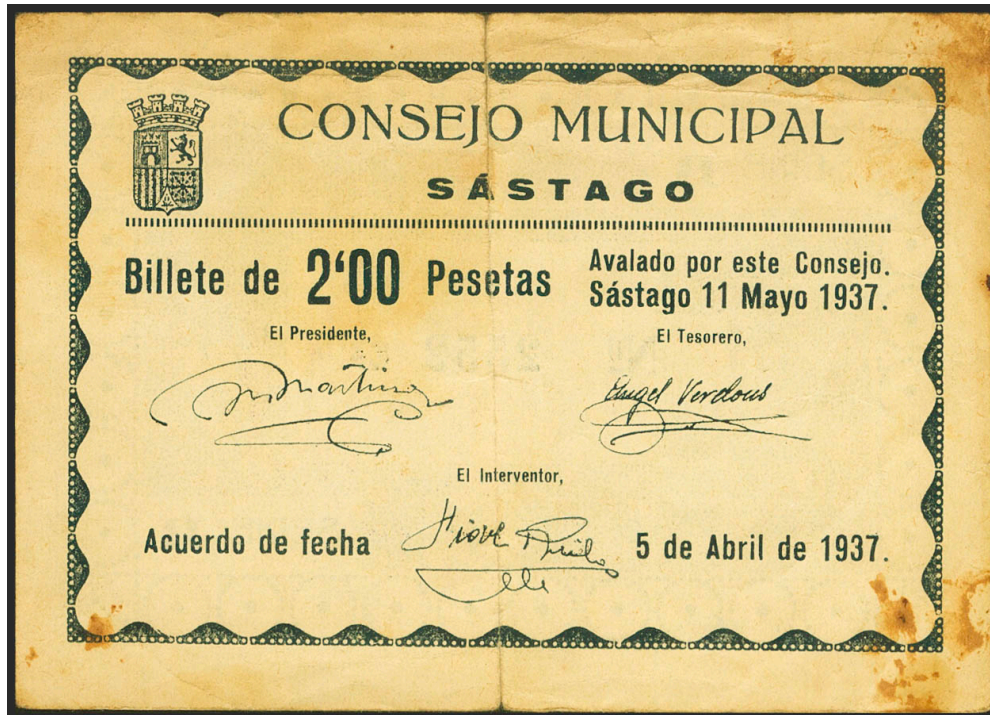 CONSEJO MUNICIPAL
SÁSTAGO
Billete de 2'00 Pesetas
Avalado por este Consejo.
Sástago 11 Mayo 1937.
El Presidente,
El Tesorero,
Angel Verdous
El Interventor,
Acuerdo de fecha 5 de Abril de 1937.